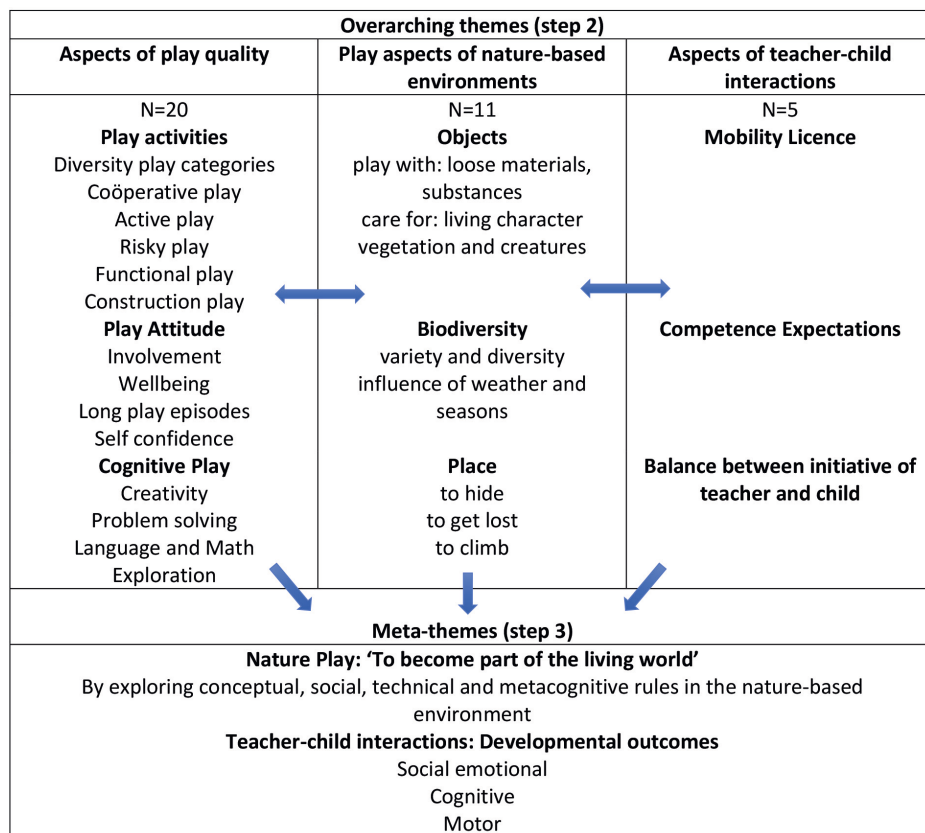 Overarching themes (step 2)
Aspects of play quality
Play aspects of nature-based
environments
Aspects of teacher-child
interactions
N=20
Play activities
Diversity play categories
Coöperative play
Active play
Risky play
Functional play
Construction play
Play Attitude
Involvement
Wellbeing
Long play episodes
Self confidence
Cognitive Play
Creativity
Problem solving
Language and Math
Exploration
N=11
Objects
play with: loose materials,
substances
care for: living character
vegetation and creatures
Biodiversity
variety and diversity
influence of weather and
seasons
Place
to hide
to get lost
to climb
N=5
Mobility Licence
Competence Expectations
Balance between initiative of
teacher and child
Meta-themes (step 3)
Nature Play: ‘To become part of the living world’
By exploring conceptual, social, technical and metacognitive rules in the nature-based
environment
Teacher-child interactions: Developmental outcomes
Social emotional
Cognitive
Motor